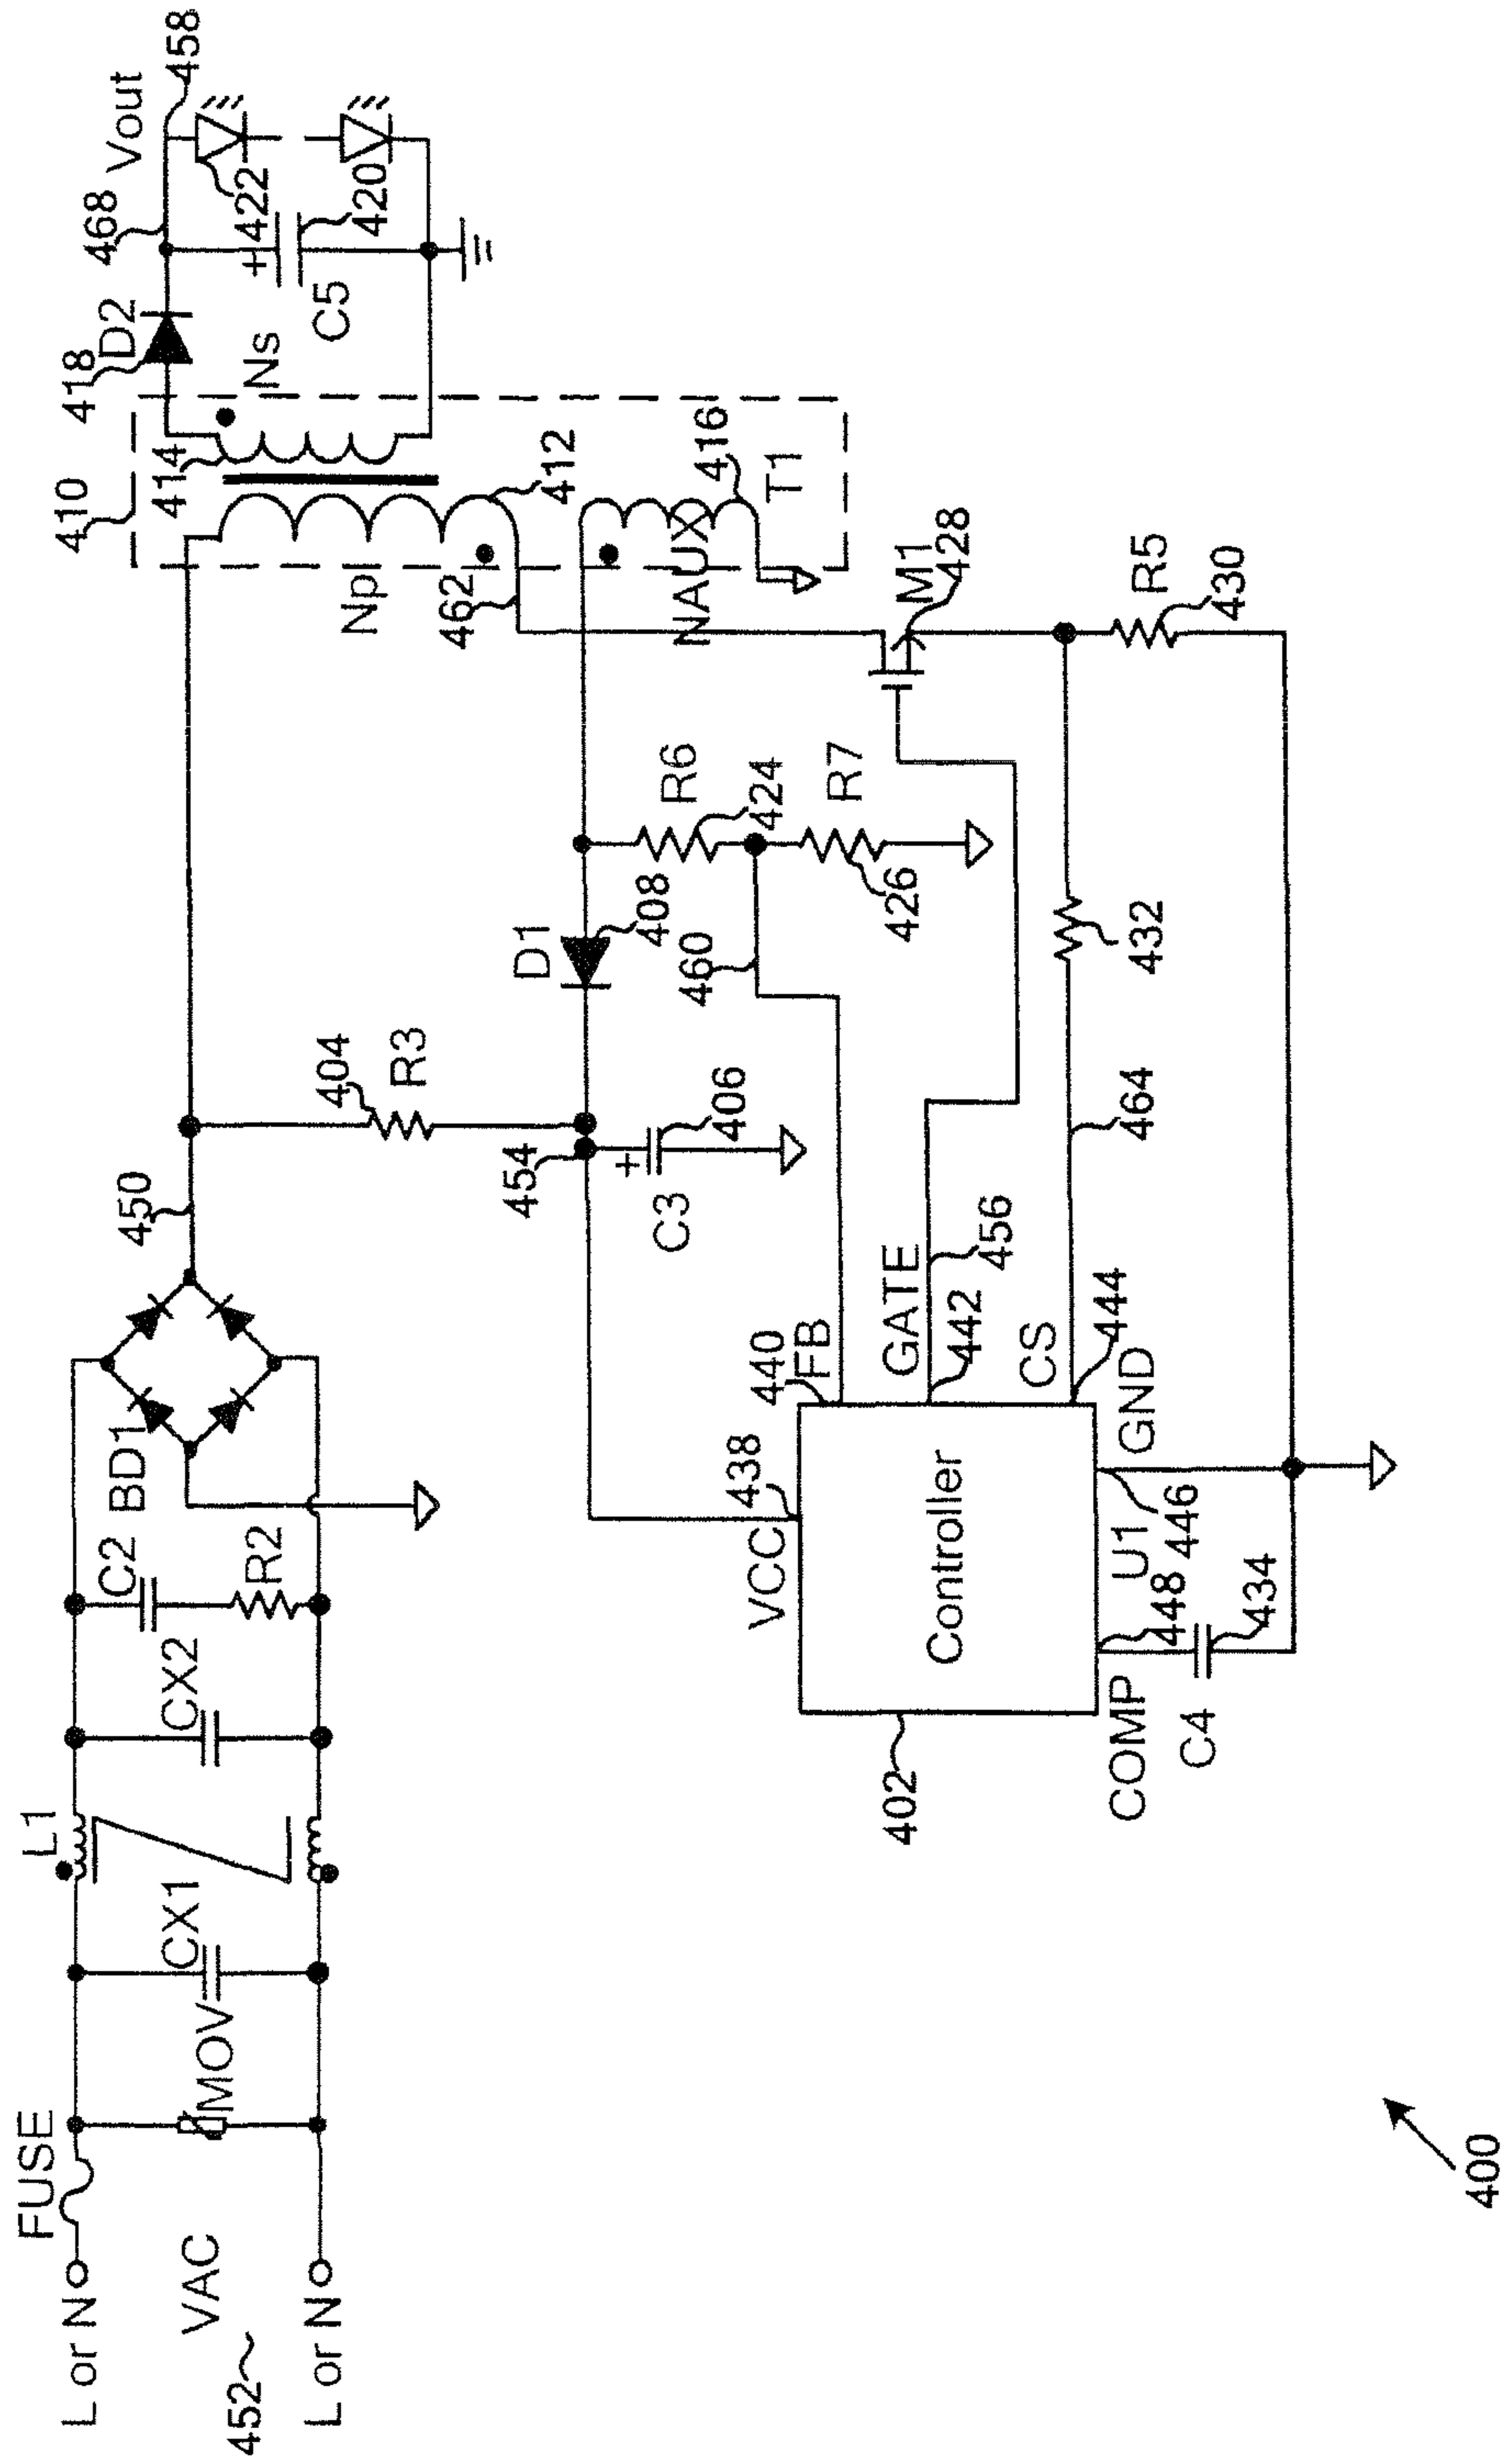 FUSE
L or N
VAC
452
L or N
MOV
CX1
L1
CX2
C2
R2
BD1
450
404
R3
454
C3
406
D1
408
460
R6
424
R7
426
410
414
Np
412
462
NAUX
416
T1
Ns
418
D2
468
Vout
458
422
420
C5
M1
428
R5
430
432
464
456
GATE
442
CS
444
GND
446
440
FB
438
VCC
Controller
U1
448
434
COMP
C4
402
400